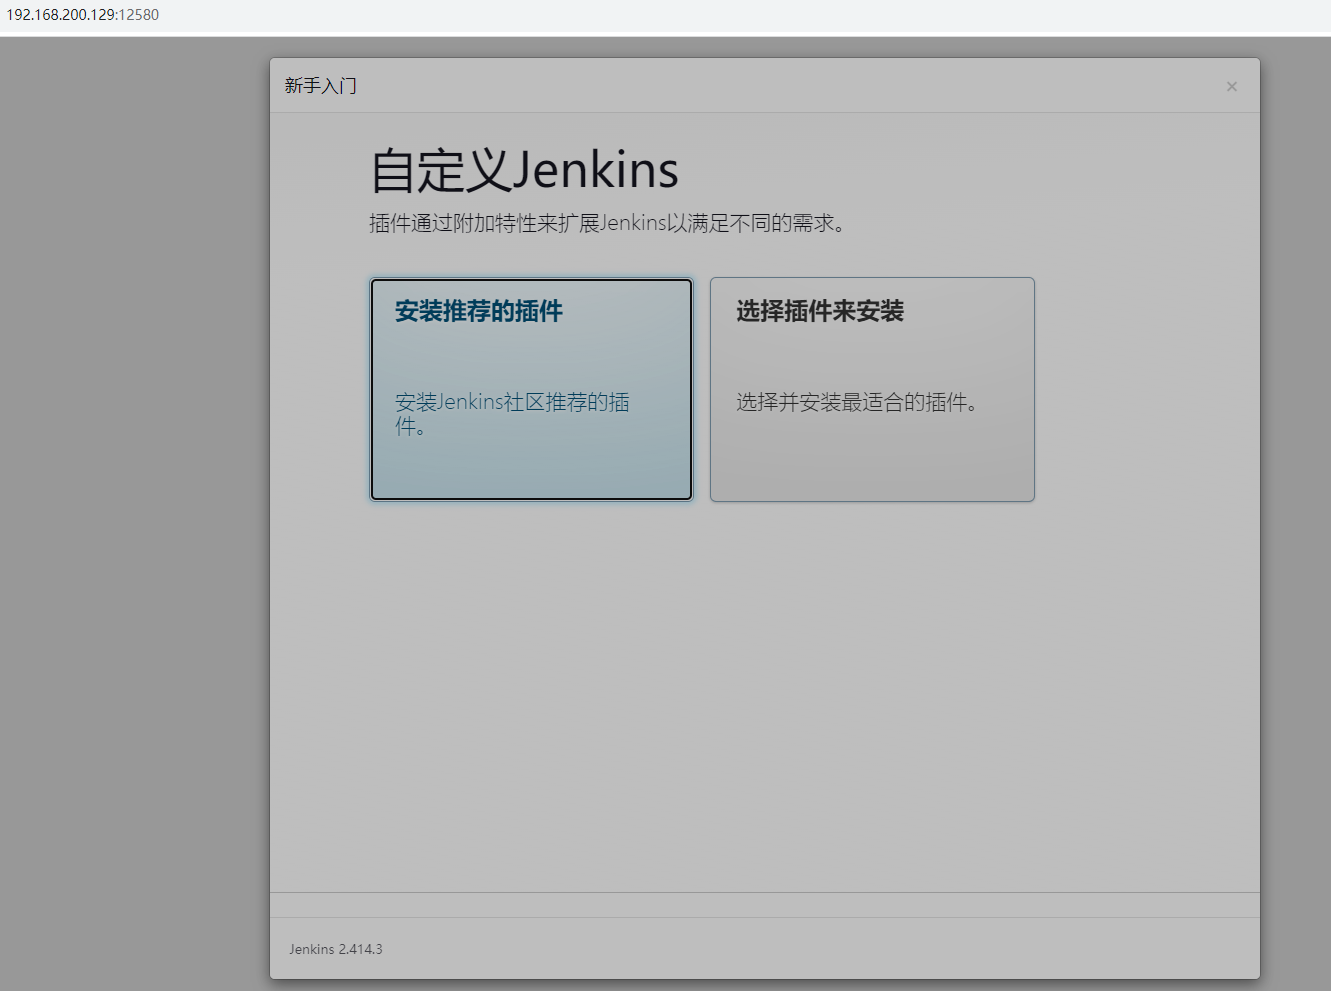 192.168.200.129:12580
新手入门
×
自定义Jenkins
插件通过附加特性来扩展Jenkins以满足不同的需求。
安装推荐的插件
安装Jenkins社区推荐的插
件。
选择插件来安装
选择并安装最适合的插件。
Jenkins 2.414.3